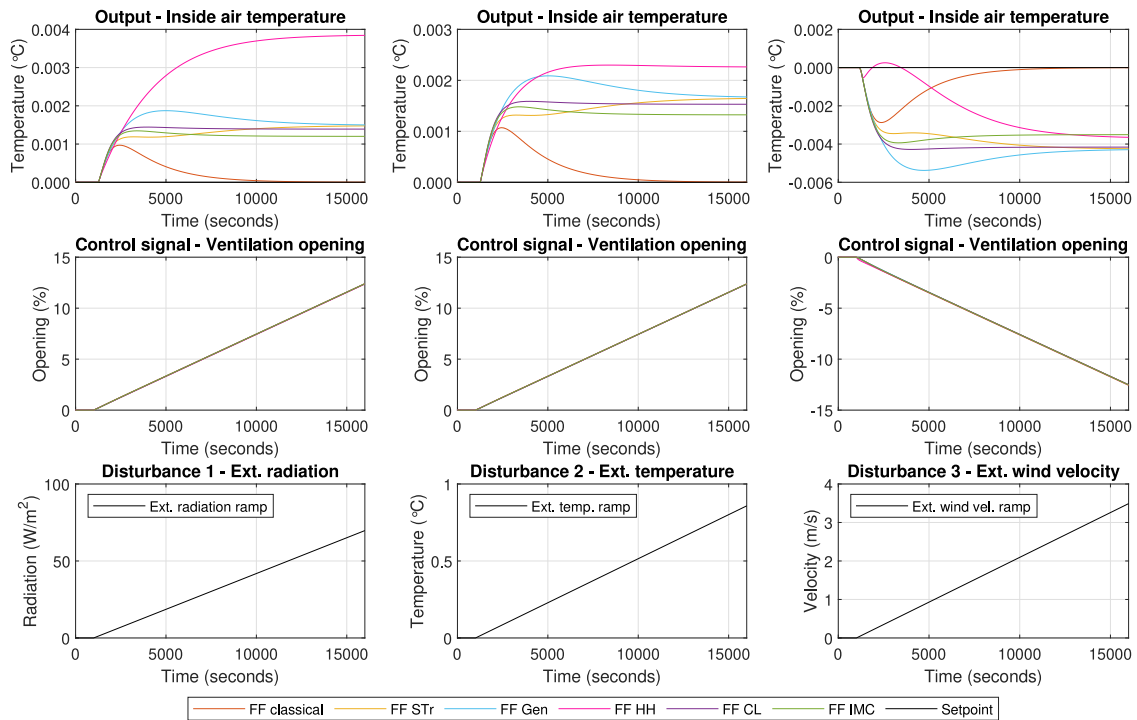 Output - Inside air temperature
Output - Inside air temperature
Output - Inside air temperature
Temperature (°C)
0.004
0.003
0.002
0.001
0.000
0 5000 10000 15000
Time (seconds)
Temperature (°C)
0.003
0.002
0.001
0.000
0 5000 10000 15000
Time (seconds)
Temperature (°C)
0.000
-0.002
-0.004
-0.006
0 5000 10000 15000
Time (seconds)
Control signal - Ventilation opening
Control signal - Ventilation opening
Control signal - Ventilation opening
Opening (%)
15
10
5
0
0 5000 10000 15000
Time (seconds)
Opening (%)
15
10
5
0
0 5000 10000 15000
Time (seconds)
Opening (%)
0
-5
-10
-15
0 5000 10000 15000
Time (seconds)
Disturbance 1 - Ext. radiation
Disturbance 2 - Ext. temperature
Disturbance 3 - Ext. wind velocity
Radiation (W/m²)
100
50
0
Ext. radiation ramp
0 5000 10000 15000
Time (seconds)
Temperature (°C)
1
0.5
0
Ext. temp. ramp
0 5000 10000 15000
Time (seconds)
Velocity (m/s)
4
3
2
1
0
Ext. wind vel. ramp
0 5000 10000 15000
Time (seconds)
FF classical FF STr FF Gen FF HH FF CL FF IMC Setpoint